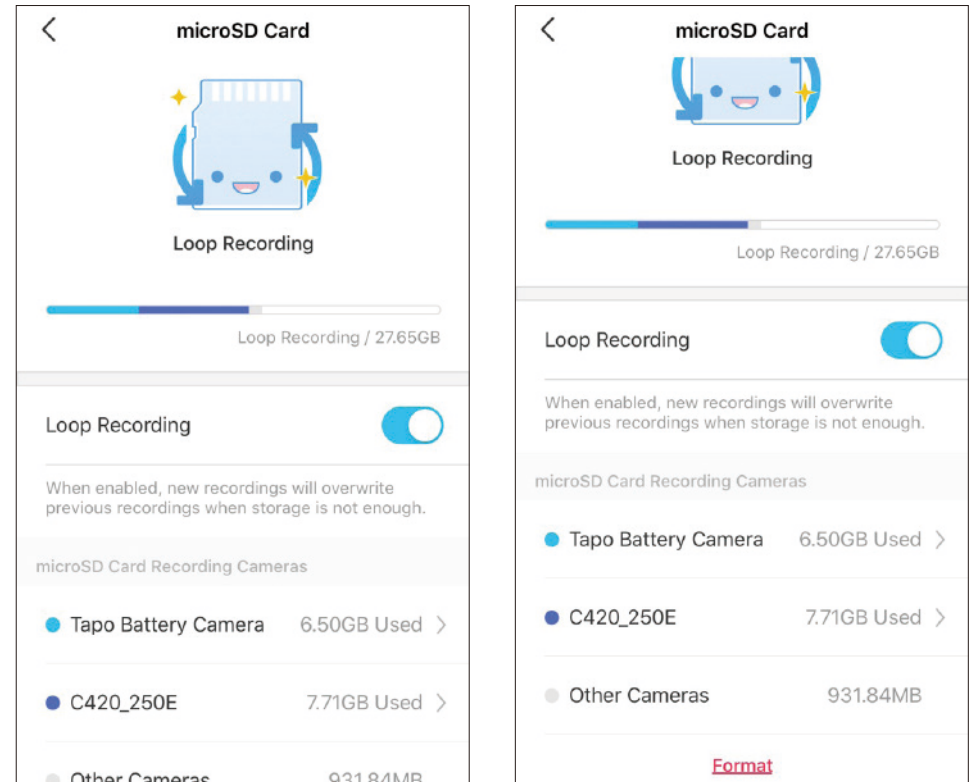 microSD Card
Loop Recording
Loop Recording / 27.65GB
Loop Recording
When enabled, new recordings will overwrite
previous recordings when storage is not enough.
microSD Card Recording Cameras
Tapo Battery Camera 6.50GB Used
C420_250E 7.71GB Used
Other Cameras 931.84MB
microSD Card
Loop Recording
Loop Recording / 27.65GB
Loop Recording
When enabled, new recordings will overwrite
previous recordings when storage is not enough.
microSD Card Recording Cameras
Tapo Battery Camera 6.50GB Used
C420_250E 7.71GB Used
Other Cameras 931.84MB
Format